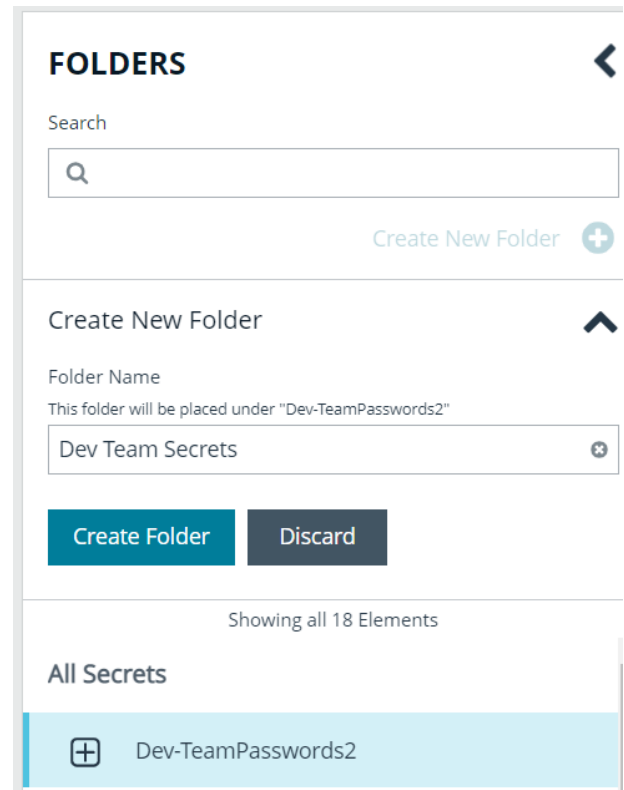 FOLDERS
Search
Create New Folder
Create New Folder
Folder Name
This folder will be placed under "Dev-TeamPasswords2"
Dev Team Secrets
Create Folder Discard
Showing all 18 Elements
All Secrets
Dev-TeamPasswords2